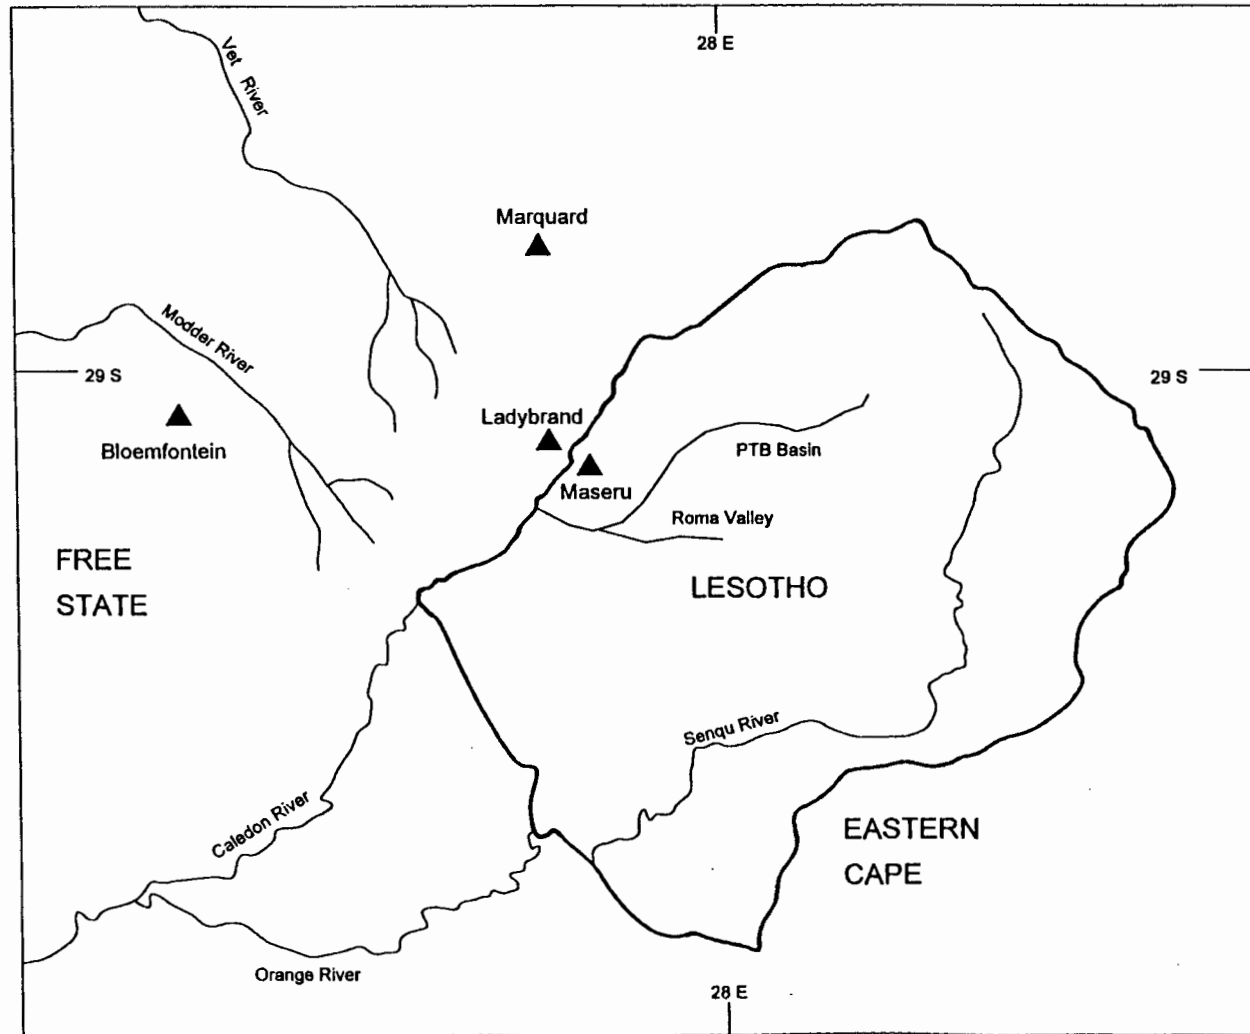 28 E
Vet River
Marquard
Modder River
29 S
29 S
Ladybrand
Bloemfontein
PTB Basin
Maseru
Roma Valley
FREE
STATE
LESOTHO
Senqu River
Caledon River
EASTERN
CAPE
Orange River
28 E